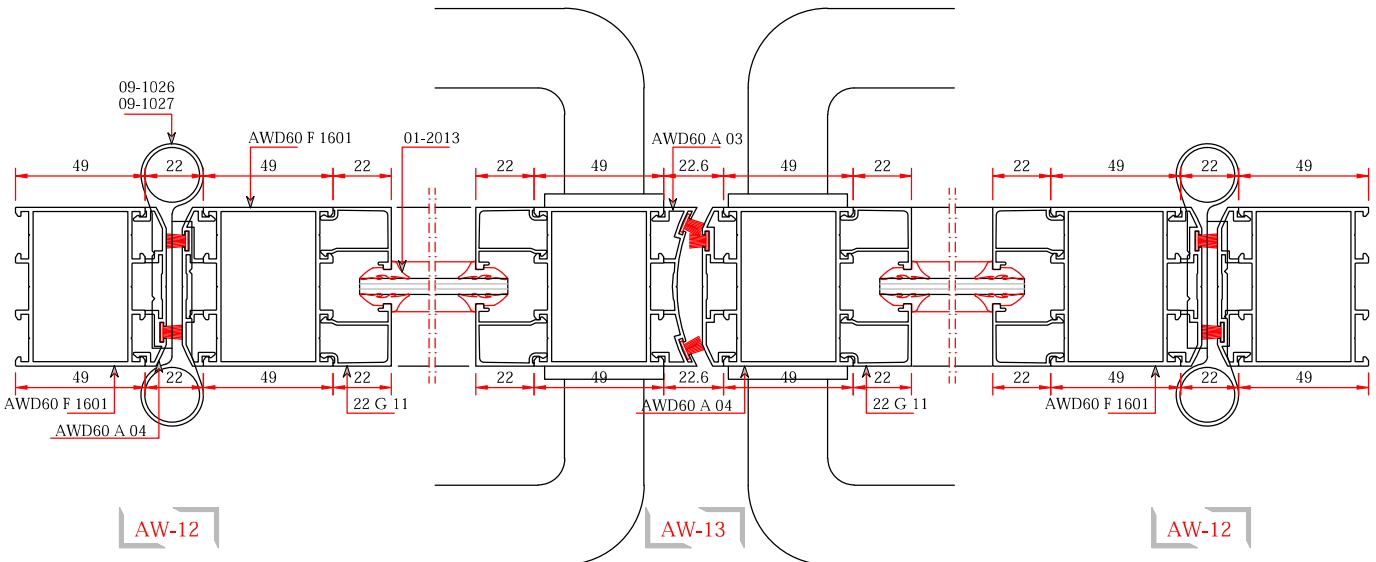 09-1026
09-1027
AWD60 F 1601
01-2013
AWD60 A 03
49 22 49 22 22 49 22.6 49 22 22 49 22 49
49 22 49 22 22 49 22.6 49 22 22 49 22 49
AWD60 F 1601
AWD60 A 04
22 G 11
AWD60 A 04
22 G 11
AWD60 F 1601
AW-12
AW-13
AW-12